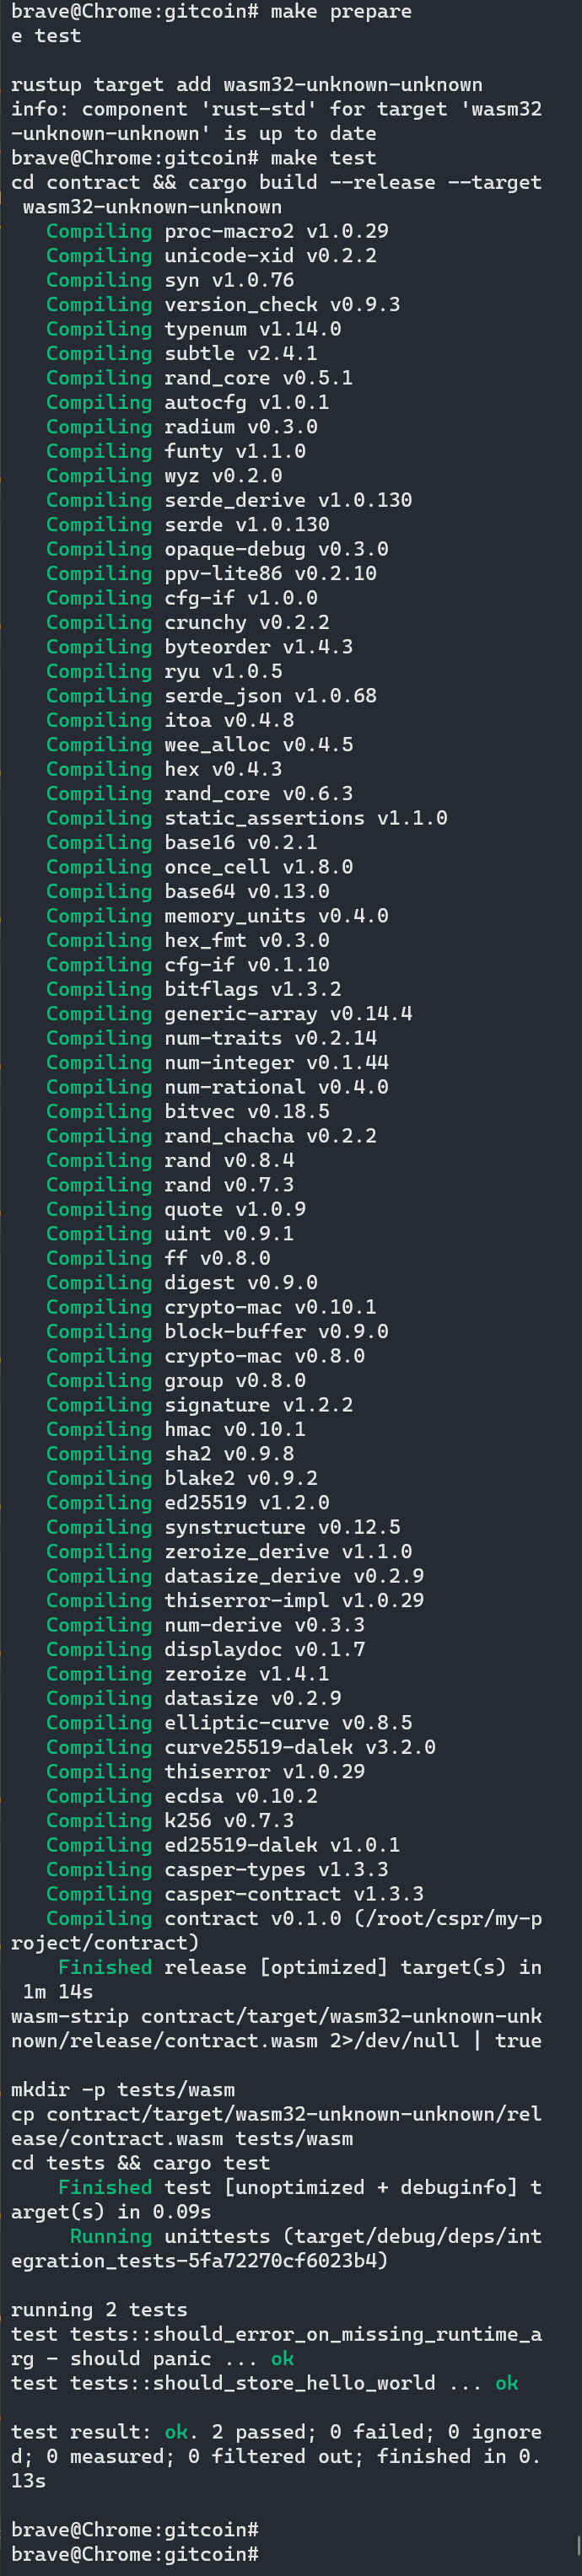 brave@Chrome:gitcoin# make prepare
e test
rustup target add wasm32-unknown-unknown
info: component 'rust-std' for target 'wasm32
-unknown-unknown' is up to date
brave@Chrome:gitcoin# make test
cd contract && cargo build --release --target
 wasm32-unknown-unknown
   Compiling proc-macro2 v1.0.29
   Compiling unicode-xid v0.2.2
   Compiling syn v1.0.76
   Compiling version_check v0.9.3
   Compiling typenum v1.14.0
   Compiling subtle v2.4.1
   Compiling rand_core v0.5.1
   Compiling autocfg v1.0.1
   Compiling radium v0.3.0
   Compiling funty v1.1.0
   Compiling wyz v0.2.0
   Compiling serde_derive v1.0.130
   Compiling serde v1.0.130
   Compiling opaque-debug v0.3.0
   Compiling ppv-lite86 v0.2.10
   Compiling cfg-if v1.0.0
   Compiling crunchy v0.2.2
   Compiling byteorder v1.4.3
   Compiling ryu v1.0.5
   Compiling serde_json v1.0.68
   Compiling itoa v0.4.8
   Compiling wee_alloc v0.4.5
   Compiling hex v0.4.3
   Compiling rand_core v0.6.3
   Compiling static_assertions v1.1.0
   Compiling base16 v0.2.1
   Compiling once_cell v1.8.0
   Compiling base64 v0.13.0
   Compiling memory_units v0.4.0
   Compiling hex_fmt v0.3.0
   Compiling cfg-if v0.1.10
   Compiling bitflags v1.3.2
   Compiling generic-array v0.14.4
   Compiling num-traits v0.2.14
   Compiling num-integer v0.1.44
   Compiling num-rational v0.4.0
   Compiling bitvec v0.18.5
   Compiling rand_chacha v0.2.2
   Compiling rand v0.8.4
   Compiling rand v0.7.3
   Compiling quote v1.0.9
   Compiling uint v0.9.1
   Compiling ff v0.8.0
   Compiling digest v0.9.0
   Compiling crypto-mac v0.10.1
   Compiling block-buffer v0.9.0
   Compiling crypto-mac v0.8.0
   Compiling group v0.8.0
   Compiling signature v1.2.2
   Compiling hmac v0.10.1
   Compiling sha2 v0.9.8
   Compiling blake2 v0.9.2
   Compiling ed25519 v1.2.0
   Compiling synstructure v0.12.5
   Compiling zeroize_derive v1.1.0
   Compiling datasize_derive v0.2.9
   Compiling thiserror-impl v1.0.29
   Compiling num-derive v0.3.3
   Compiling displaydoc v0.1.7
   Compiling zeroize v1.4.1
   Compiling datasize v0.2.9
   Compiling elliptic-curve v0.8.5
   Compiling curve25519-dalek v3.2.0
   Compiling thiserror v1.0.29
   Compiling ecdsa v0.10.2
   Compiling k256 v0.7.3
   Compiling ed25519-dalek v1.0.1
   Compiling casper-types v1.3.3
   Compiling casper-contract v1.3.3
   Compiling contract v0.1.0 (/root/cspr/my-p
roject/contract)
    Finished release [optimized] target(s) in
 1m 14s
wasm-strip contract/target/wasm32-unknown-unk
nown/release/contract.wasm 2>/dev/null | true
mkdir -p tests/wasm
cp contract/target/wasm32-unknown-unknown/rel
ease/contract.wasm tests/wasm
cd tests && cargo test
    Finished test [unoptimized + debuginfo] t
arget(s) in 0.09s
     Running unittests (target/debug/deps/int
egration_tests-5fa72270cf6023b4)
running 2 tests
test tests::should_error_on_missing_runtime_a
rg - should panic ... ok
test tests::should_store_hello_world ... ok
test result: ok. 2 passed; 0 failed; 0 ignore
d; 0 measured; 0 filtered out; finished in 0.
13s
brave@Chrome:gitcoin#
brave@Chrome:gitcoin#